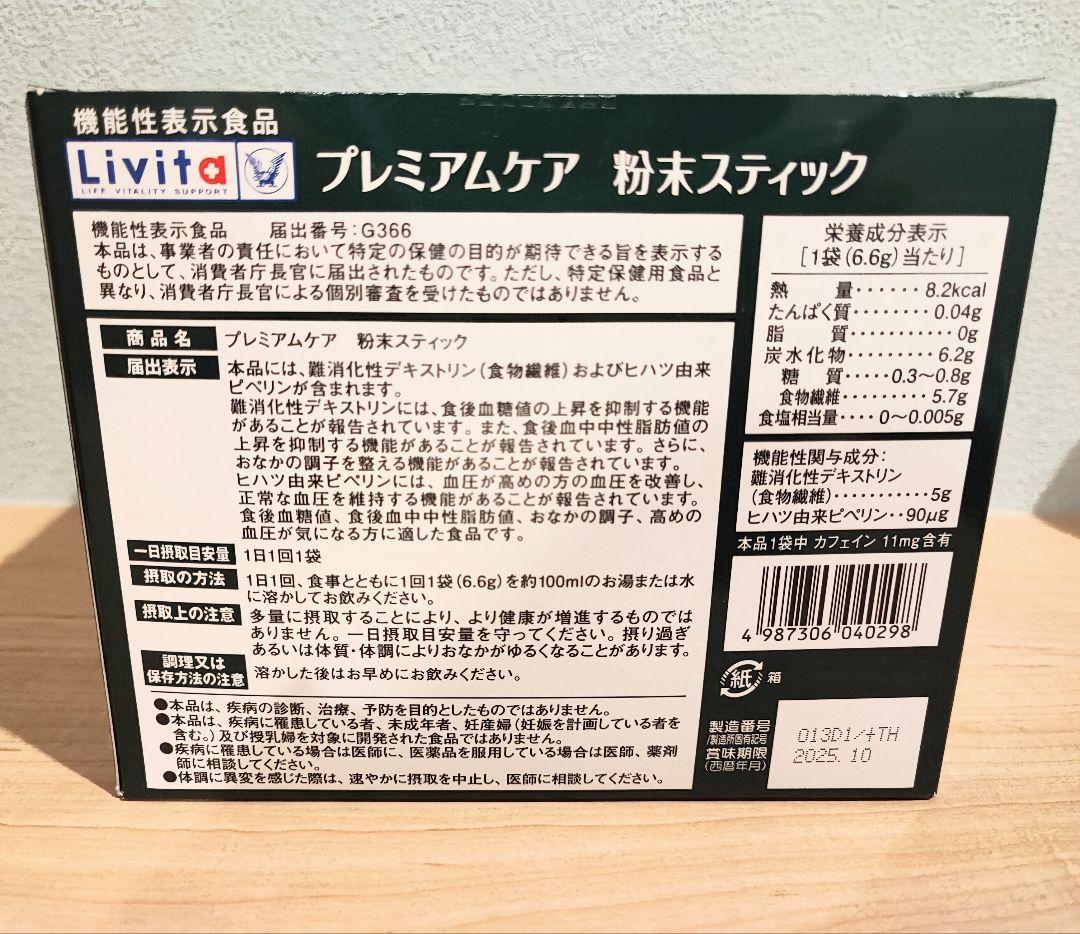 機能性表示食品
Livita
LIFE VITALITY SUPPORT
プレミアムケア 粉末スティック
機能性表示食品 届出番号:G366
本品は、事業者の責任において特定の保健の目的が期待できる旨を表示する
ものとして、消費者庁長官に届出されたものです。ただし、特定保健用食品と
異なり、消費者庁長官による個別審査を受けたものではありません。
商品名 プレミアムケア 粉末スティック
届出表示 本品には、難消化性デキストリン(食物繊維)およびヒハツ由来
ピペリンが含まれます。
難消化性デキストリンには、食後血糖値の上昇を抑制する機能
があることが報告されています。また、食後血中中性脂肪値の
上昇を抑制する機能があることが報告されています。さらに、
おなかの調子を整える機能があることが報告されています。
ヒハツ由来ピペリンには、血圧が高めの方の血圧を改善し、
正常な血圧を維持する機能があることが報告されています。
食後血糖値、食後血中中性脂肪値、おなかの調子、高めの
血圧が気になる方に適した食品です。
一日摂取目安量 1日1回1袋
摂取の方法 1日1回、食事とともに1回1袋(6.6g)を約100mlのお湯または水
に溶かしてお飲みください。
摂取上の注意 多量に摂取することにより、より健康が増進するものでは
ありません。一日摂取目安量を守ってください。摂り過ぎ
あるいは体質・体調によりおなかがゆるくなることがあります。
調理又は
保存方法の注意 溶かした後はお早めにお飲みください。
●本品は、疾病の診断、治療、予防を目的としたものではありません。
●本品は、疾病に罹患している者、未成年者、妊産婦(妊娠を計画している者を
含む。)及び授乳婦を対象に開発された食品ではありません。
●疾病に罹患している場合は医師に、医薬品を服用している場合は医師、薬剤
師に相談してください。
●体調に異変を感じた際は、速やかに摂取を中止し、医師に相談してください。
栄養成分表示
[1袋(6.6g)当たり]
熱量······8.2kcal
たんぱく質········0.04g
脂質··········0g
炭水化物·········6.2g
糖質·····0.3〜0.8g
食物繊維·········5.7g
食塩相当量····0〜0.005g
機能性関与成分:
難消化性デキストリン
(食物繊維)···········5g
ヒハツ由来ピペリン··90μg
本品1袋中 カフェイン 11mg含有
4 987306 040298
紙 箱
製造番号
/製造所固有記号
賞味期限
(西暦年月)
013D1/+TH
2025.10